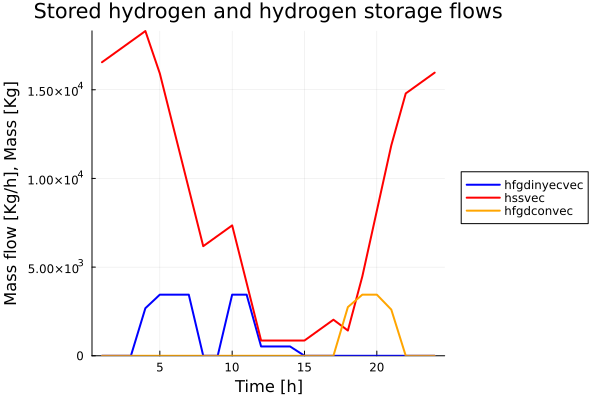 Stored hydrogen and hydrogen storage flows
Mass flow [Kg/h], Mass [Kg]
1.50×10⁴
1.00×10⁴
5.00×10³
0
5
10
15
20
Time [h]
hfgdinyecvec
hssvec
hfgdconvec